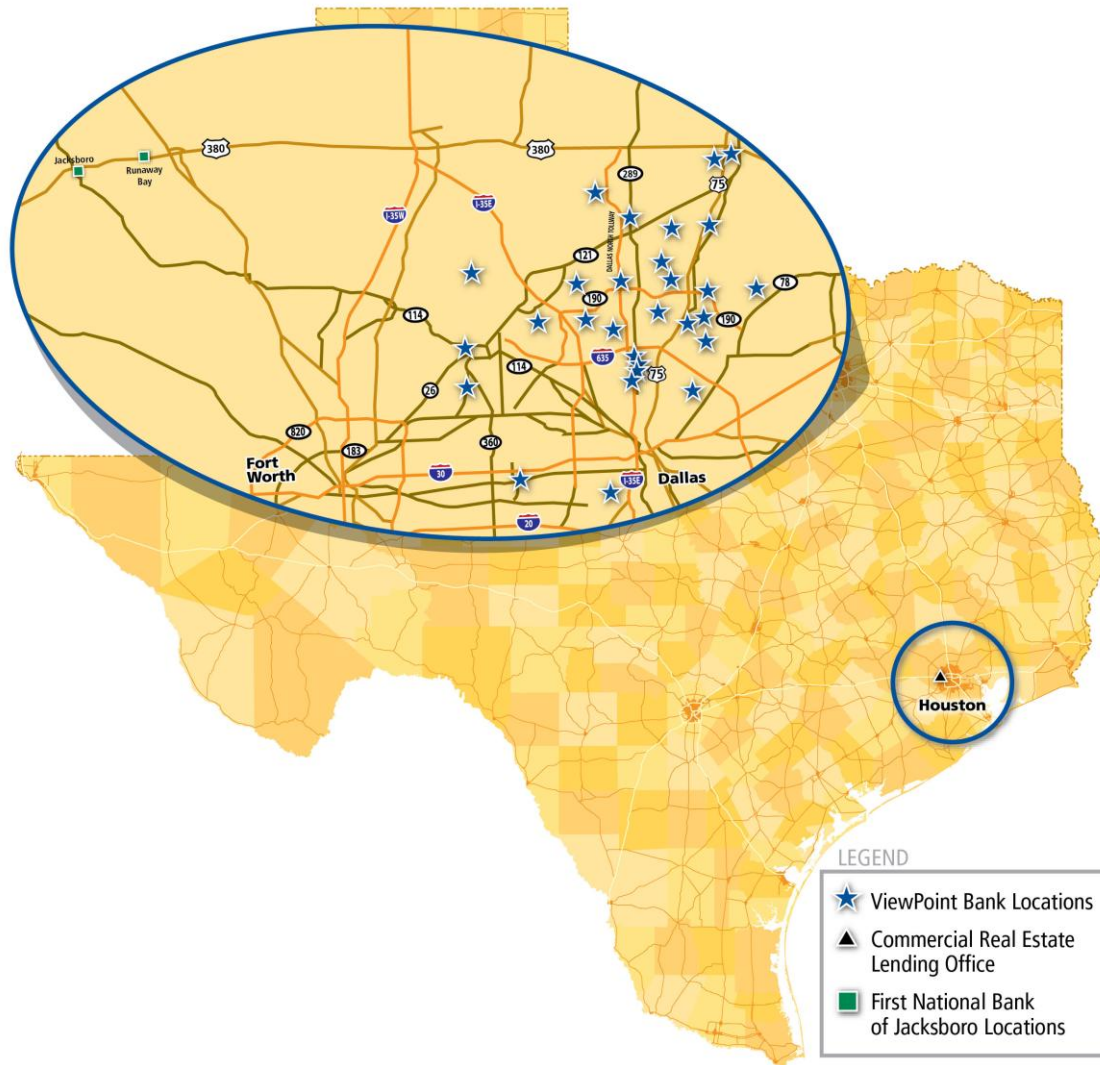 380
380
Jacksboro
Runaway
Bay
289
75
I-35W
I-35E
DALLAS NORTH TOLLWAY
121
78
190
114
190
635
114
75
26
820
183
360
Fort
Worth
30
I-35E
Dallas
20
Houston
LEGEND
ViewPoint Bank Locations
Commercial Real Estate
Lending Office
First National Bank
of Jacksboro Locations